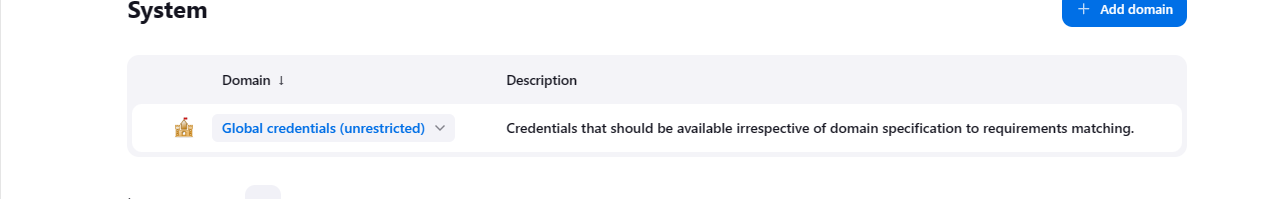 System
+ Add domain
Domain ↓
Description
Global credentials (unrestricted)
Credentials that should be available irrespective of domain specification to requirements matching.